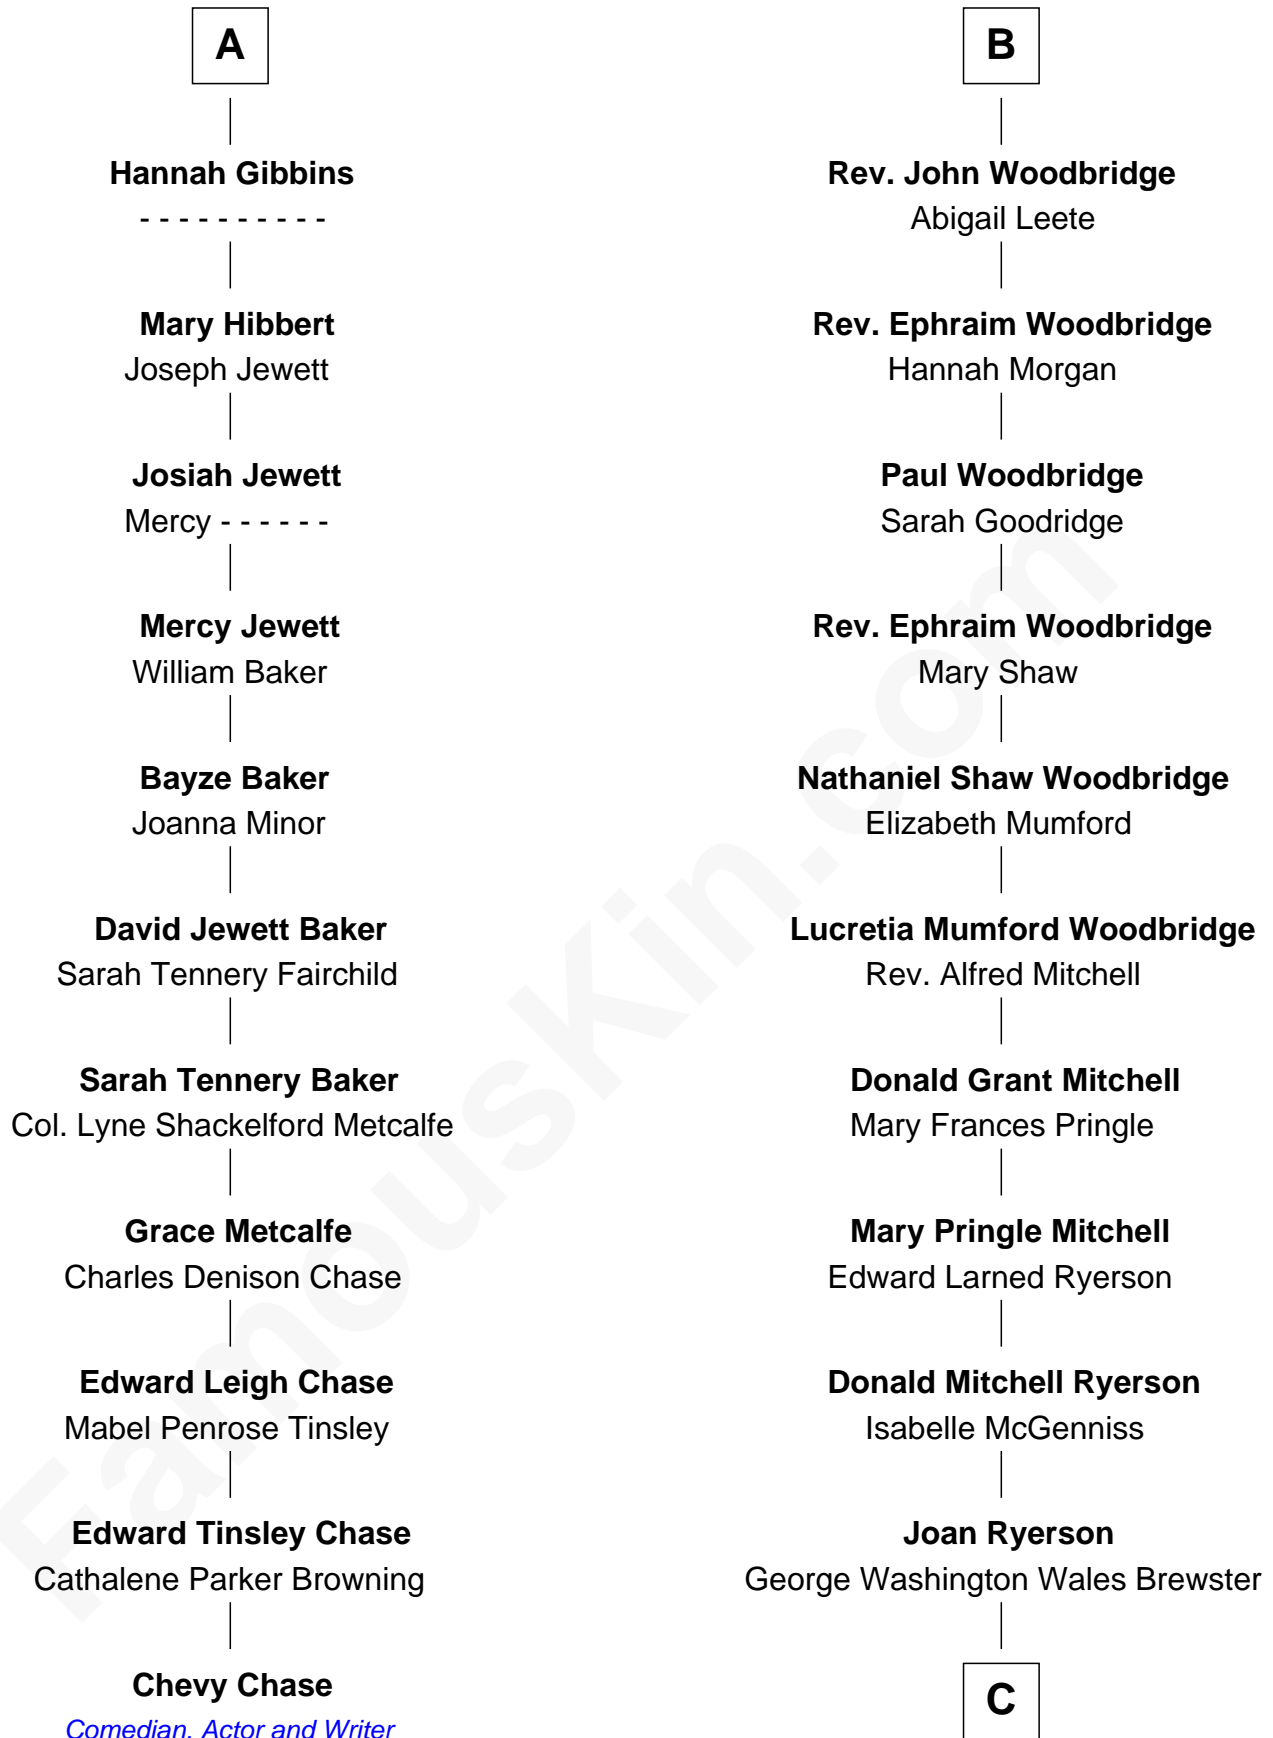 A
Hannah Gibbins
- - - - - - - - - -
Mary Hibbert
Joseph Jewett
Josiah Jewett
Mercy - - - - - -
Mercy Jewett
William Baker
Bayze Baker
Joanna Minor
David Jewett Baker
Sarah Tennery Fairchild
Sarah Tennery Baker
Col. Lyne Shackelford Metcalfe
Grace Metcalfe
Charles Denison Chase
Edward Leigh Chase
Mabel Penrose Tinsley
Edward Tinsley Chase
Cathalene Parker Browning
Chevy Chase
Comedian, Actor and Writer
B
Rev. John Woodbridge
Abigail Leete
Rev. Ephraim Woodbridge
Hannah Morgan
Paul Woodbridge
Sarah Goodridge
Rev. Ephraim Woodbridge
Mary Shaw
Nathaniel Shaw Woodbridge
Elizabeth Mumford
Lucretia Mumford Woodbridge
Rev. Alfred Mitchell
Donald Grant Mitchell
Mary Frances Pringle
Mary Pringle Mitchell
Edward Larned Ryerson
Donald Mitchell Ryerson
Isabelle McGenniss
Joan Ryerson
George Washington Wales Brewster
C
FamousKin.com